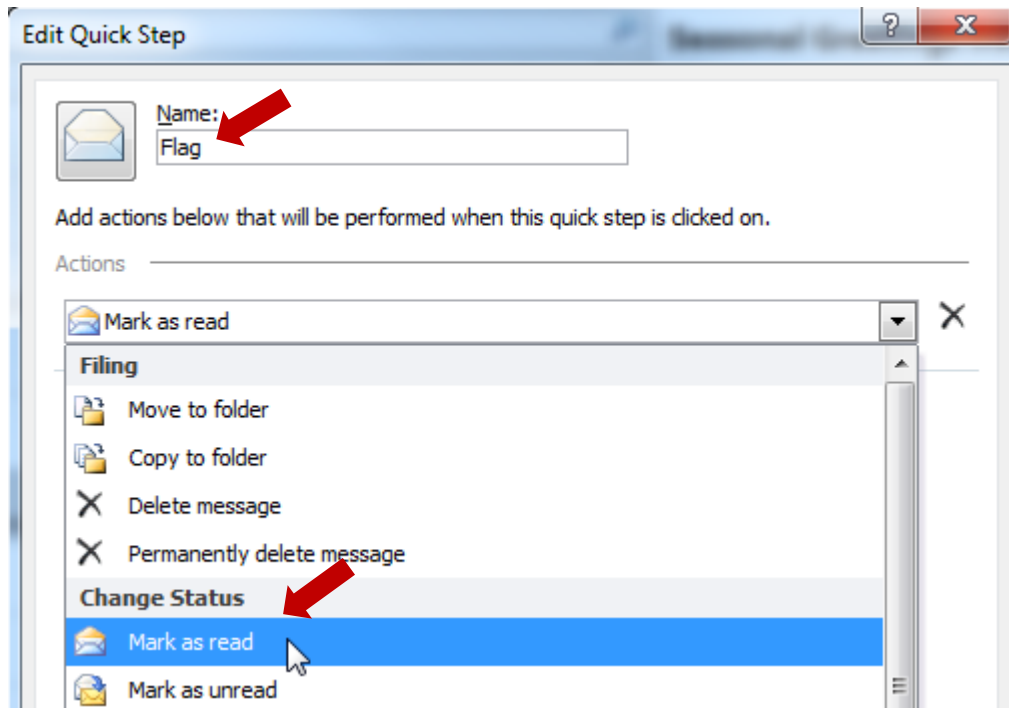 Edit Quick Step
Name:
Flag
Add actions below that will be performed when this quick step is clicked on.
Actions
Mark as read
Filing
Move to folder
Copy to folder
Delete message
Permanently delete message
Change Status
Mark as read
Mark as unread